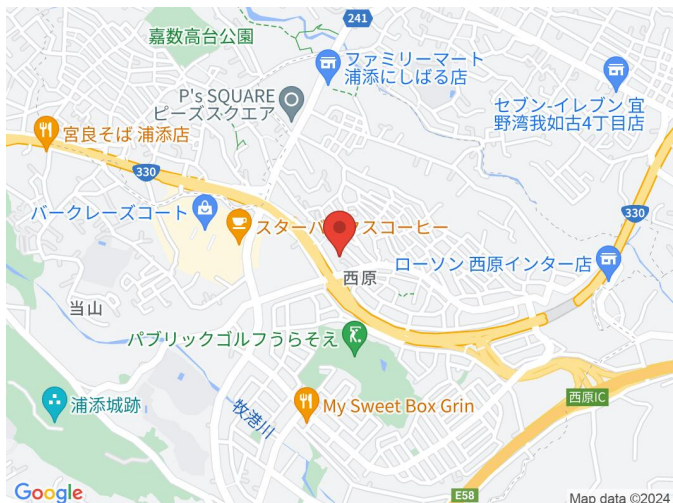 241
嘉数高台公園
ファミリーマート
浦添にしばる店
P's SQUARE
ピーズスクエア
セブン-イレブン 宜
野湾我如古4丁目店
宮良そば 浦添店
330
バークレーズコート
330
スターバックスコーヒー
ローソン 西原インター店
西原
当山
パブリックゴルフうらそえ
西原IC
浦添城跡
牧港川
My Sweet Box Grin
E58
Google
Map data ©2024